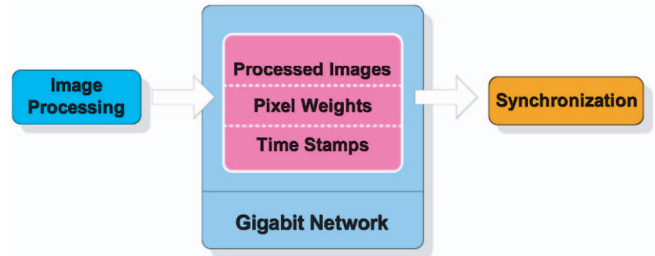 Image
Processing
Processed Images
Pixel Weights
Time Stamps
Gigabit Network
Synchronization